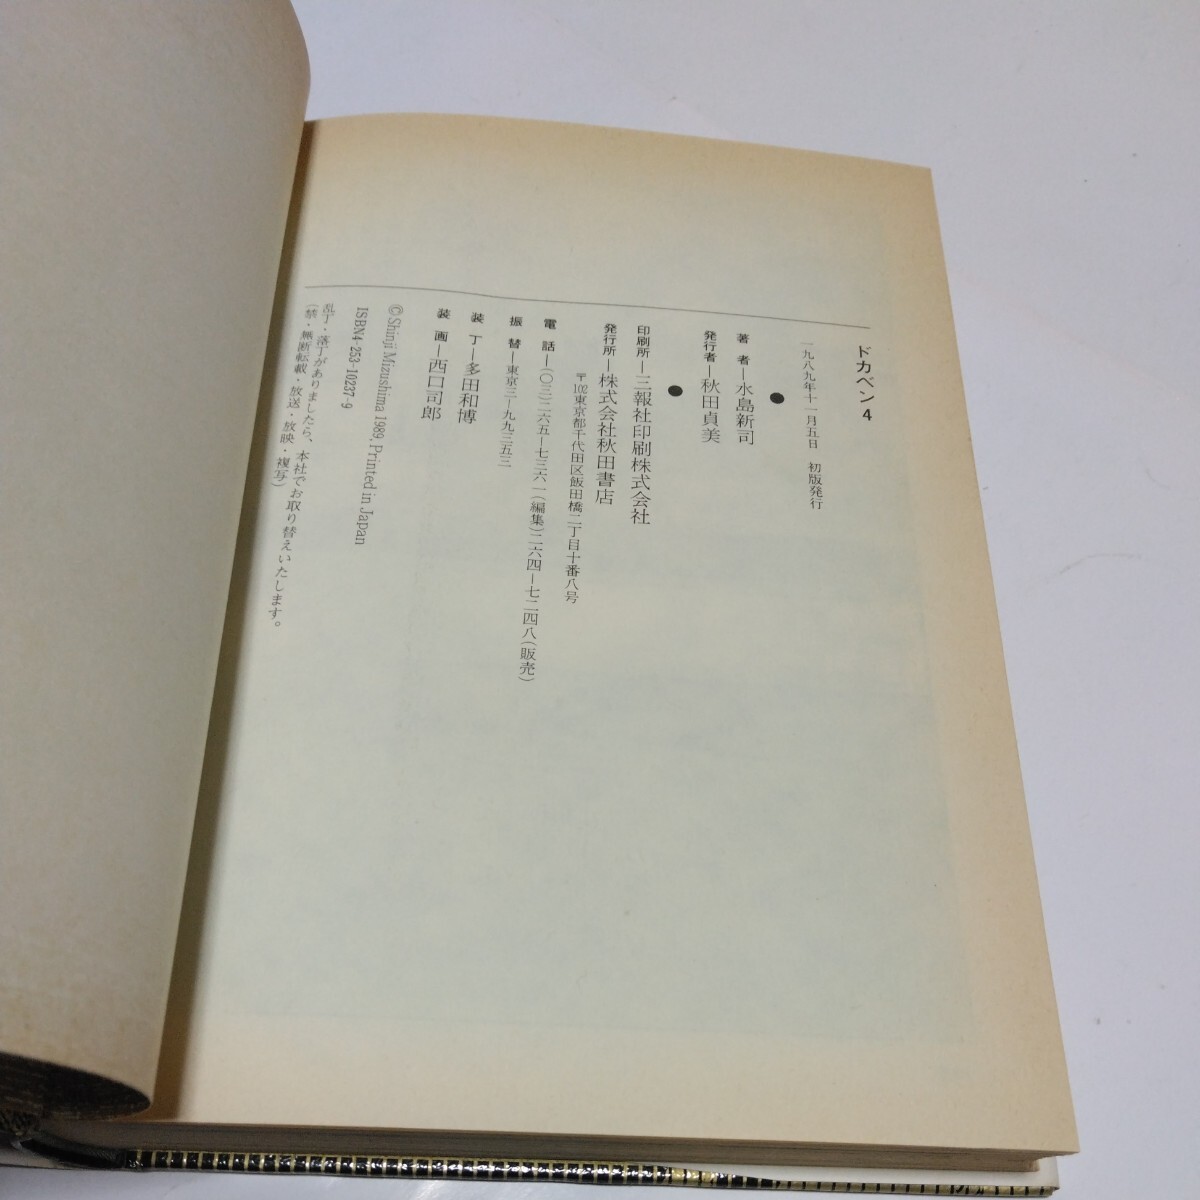 ドカベン 4
一九八九年十一月五日　初版発行
●
著者―水島新司
発行者―秋田貞美
●
印刷所―三報社印刷株式会社
発行所―株式会社秋田書店
〒102東京都千代田区飯田橋二丁目十番八号
電話―(〇三)二六五―七三六一(編集)二六四―七二四八(販売)
振替―東京三―九九三五三
装丁―多田和博
装画―西口司郎
©Shinji Mizushima 1989, Printed in Japan
ISBN4-253-10237-9
乱丁・落丁がありましたら、本社でお取り替えいたします。
(禁・無断転載・放送・放映・複写)